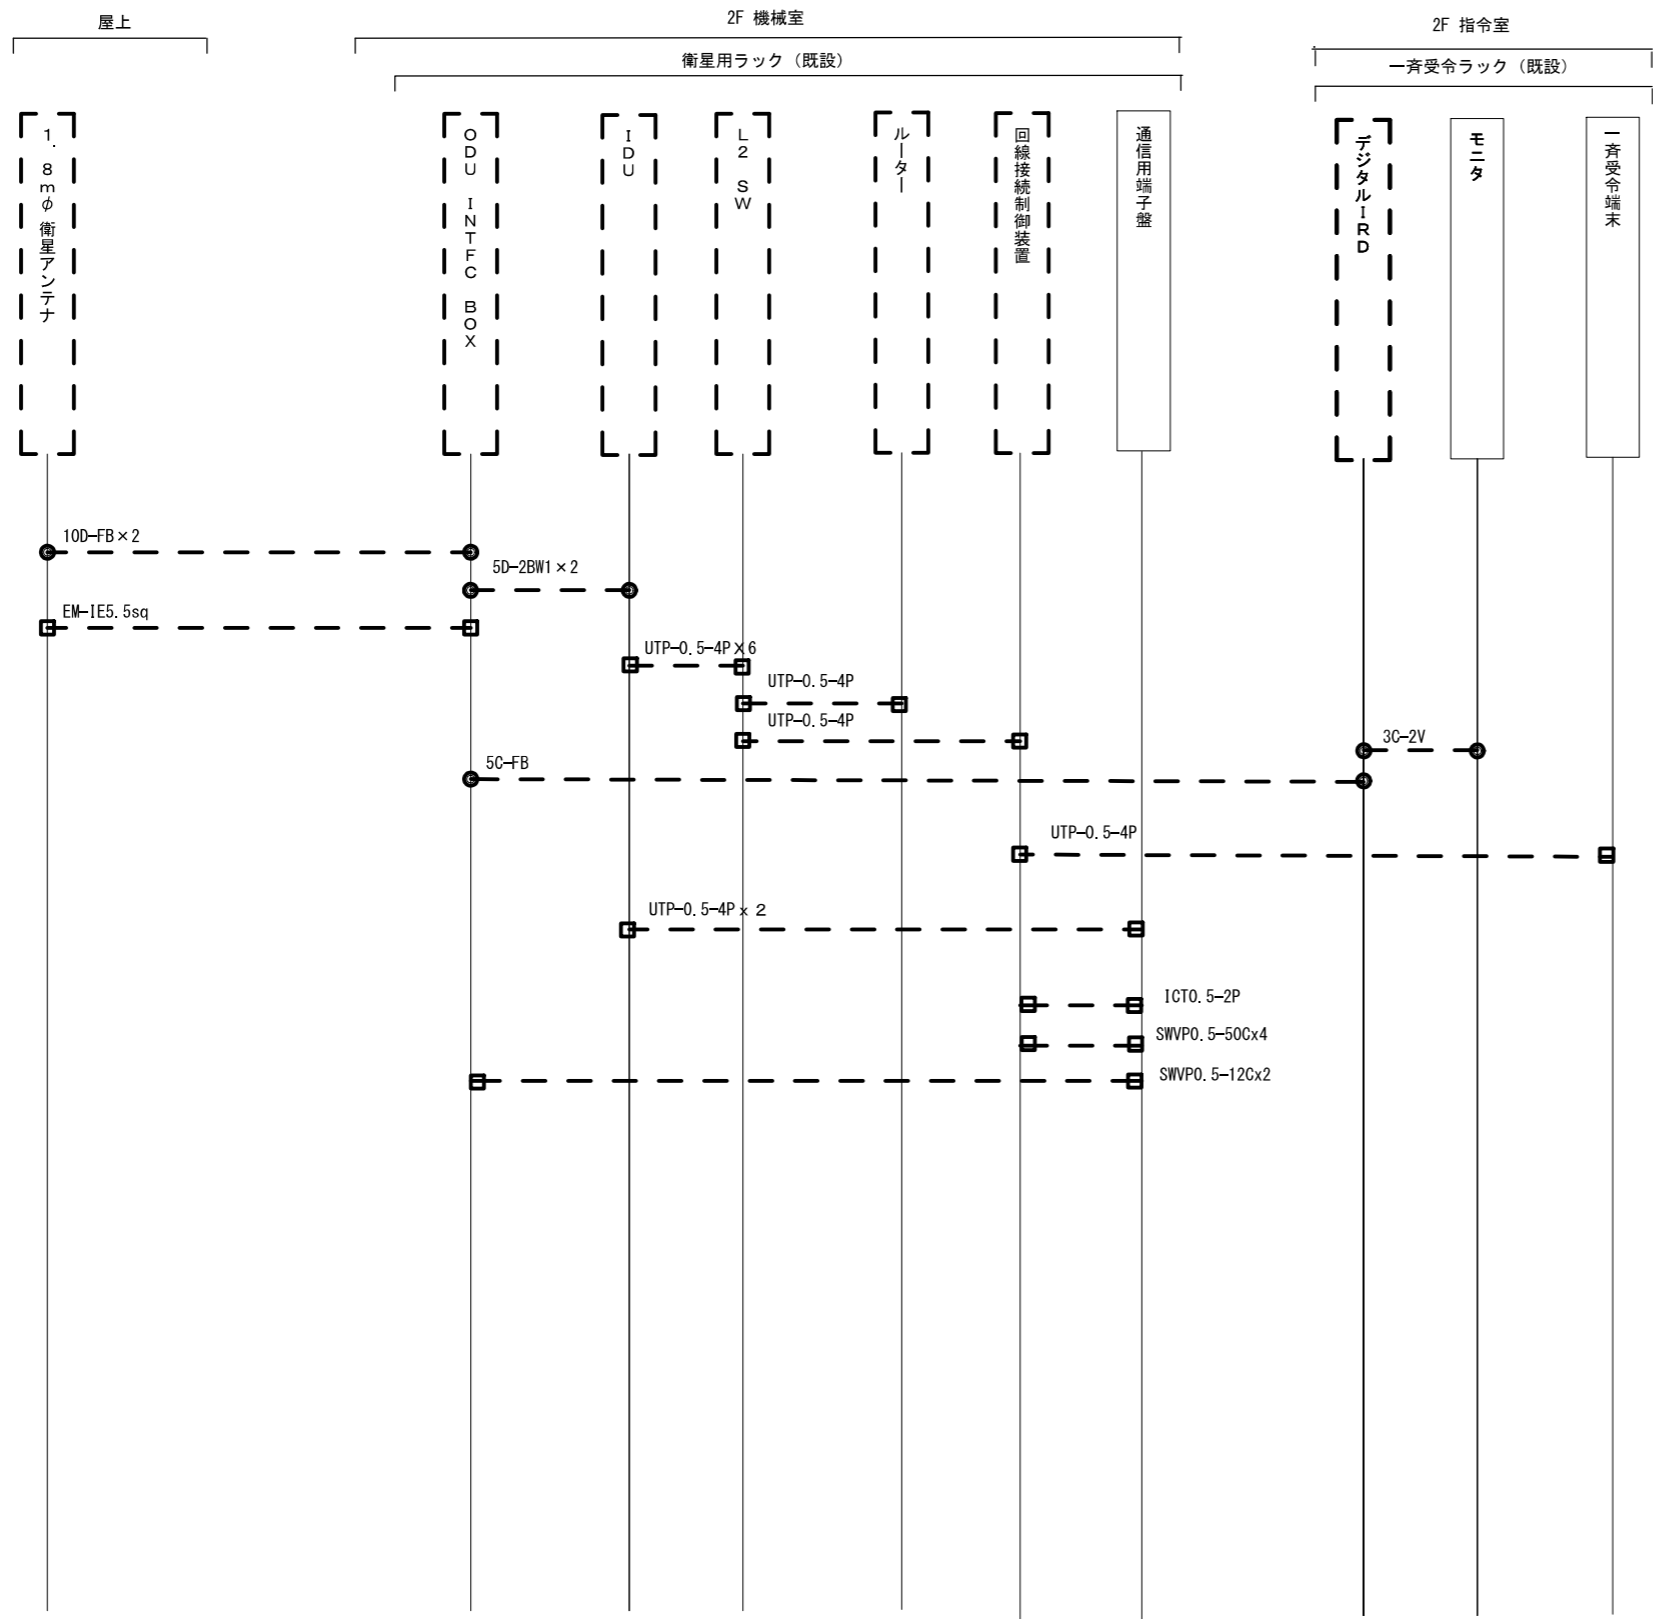 屋上
2F 機械室
2F 指令室
衛星用ラック（既設）
一斉受令ラック（既設）
1.8mφ衛星アンテナ
ODU INTFC BOX
IDU
L2 SW
ルーター
回線接続制御装置
通信用端子盤
デジタルIRD
モニタ
一斉受令端末
10D-FB×2
5D-2BW1×2
EM-IE5.5sq
UTP-0.5-4P×6
UTP-0.5-4P
UTP-0.5-4P
3C-2V
5C-FB
UTP-0.5-4P
UTP-0.5-4Px２
ICT0.5-2P
SWVP0.5-50Cx4
SWVP0.5-12Cx2